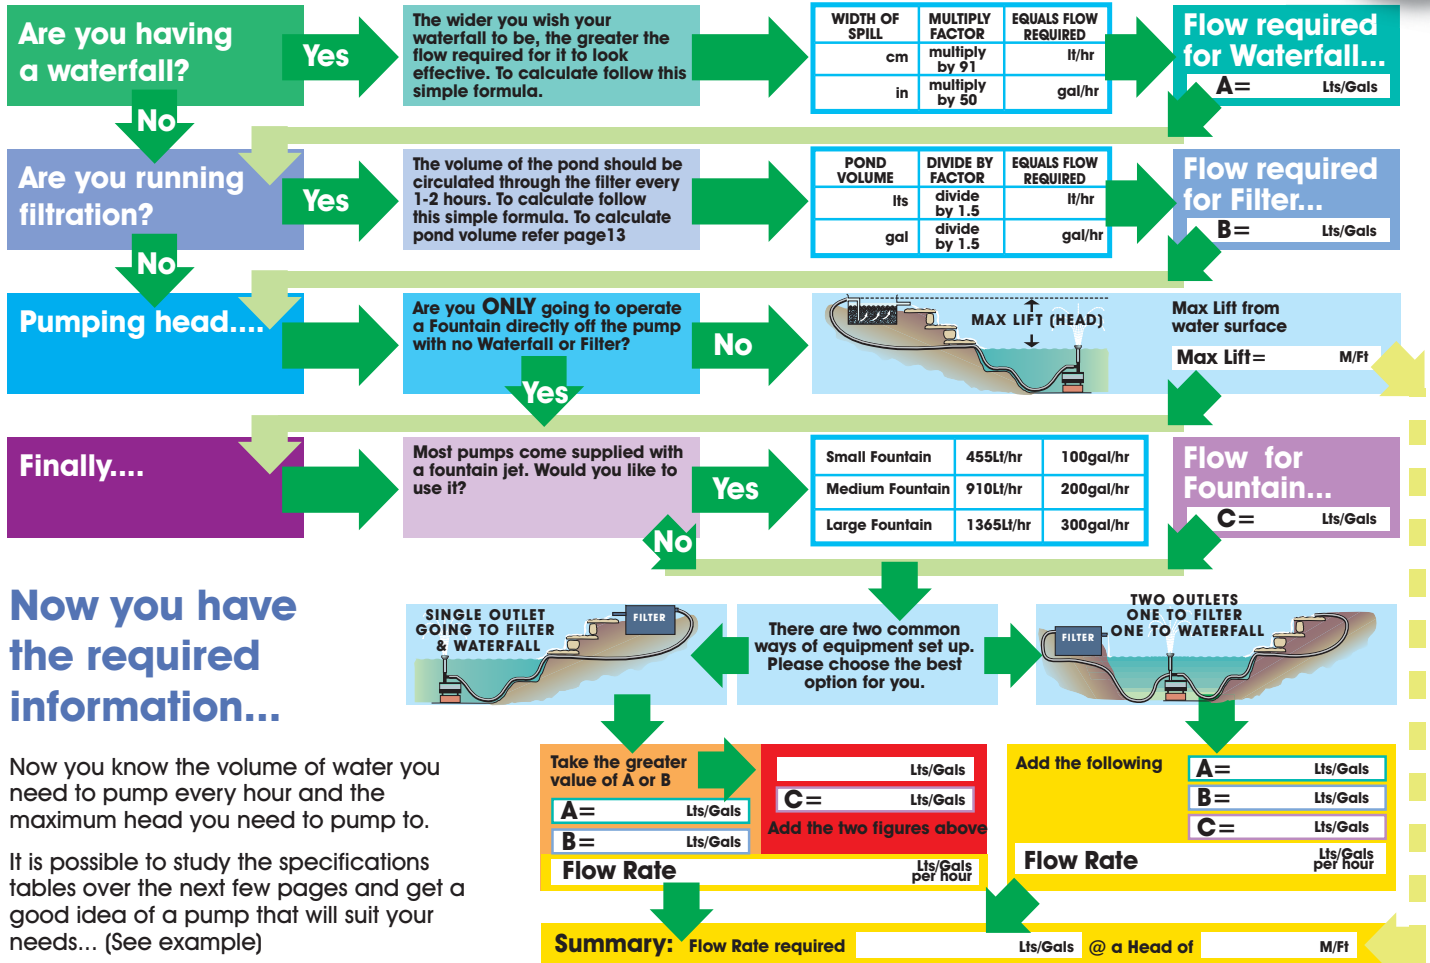 Are you having
a waterfall?
Yes
The wider you wish your
waterfall to be, the greater the
flow required for it to look
effective. To calculate follow this
simple formula.
WIDTH OF SPILL
MULTIPLY FACTOR
EQUALS FLOW REQUIRED
cm
multiply by 91
lt/hr
in
multiply by 50
gal/hr
Flow required
for Waterfall...
A= Lts/Gals
No
Are you running
filtration?
Yes
The volume of the pond should be
circulated through the filter every
1-2 hours. To calculate follow
this simple formula. To calculate
pond volume refer page13
POND VOLUME
DIVIDE BY FACTOR
EQUALS FLOW REQUIRED
lts
divide by 1.5
lt/hr
gal
divide by 1.5
gal/hr
Flow required
for Filter...
B= Lts/Gals
No
Pumping head....
Are you ONLY going to operate
a Fountain directly off the pump
with no Waterfall or Filter?
No
MAX LIFT (HEAD)
Max Lift from
water surface
Max Lift= M/Ft
Yes
Finally....
Most pumps come supplied with
a fountain jet. Would you like to
use it?
Yes
Small Fountain 455Lt/hr 100gal/hr
Medium Fountain 910Lt/hr 200gal/hr
Large Fountain 1365Lt/hr 300gal/hr
Flow for
Fountain...
C= Lts/Gals
No
Now you have
the required
information...
Now you know the volume of water you
need to pump every hour and the
maximum head you need to pump to.
It is possible to study the specifications
tables over the next few pages and get a
good idea of a pump that will suit your
needs... (See example)
SINGLE OUTLET
GOING TO FILTER
& WATERFALL
FILTER
There are two common
ways of equipment set up.
Please choose the best
option for you.
TWO OUTLETS
ONE TO FILTER
ONE TO WATERFALL
FILTER
Take the greater
value of A or B
A= Lts/Gals
B= Lts/Gals
Lts/Gals
C= Lts/Gals
Add the two figures above
Flow Rate Lts/Gals per hour
Add the following
A= Lts/Gals
B= Lts/Gals
C= Lts/Gals
Flow Rate Lts/Gals per hour
Summary: Flow Rate required Lts/Gals @ a Head of M/Ft